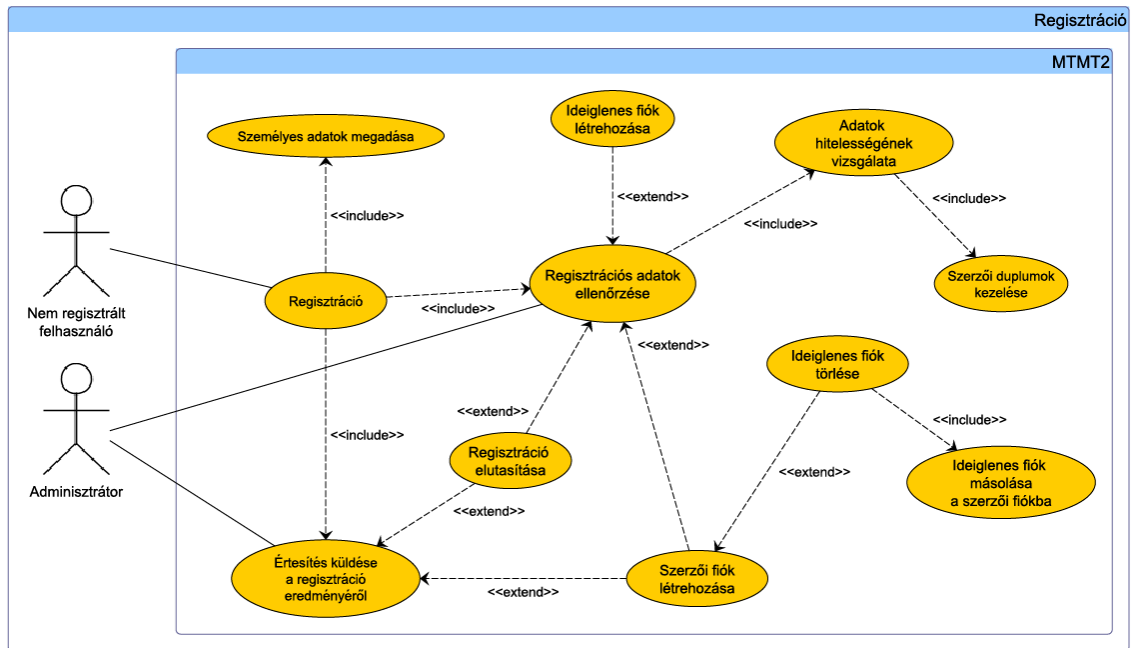 Regisztráció
MTMT2
Ideiglenes fiók
létrehozása
Személyes adatok megadása
Adatok
hitelességének
vizsgálata
<<extend>>
<<include>>
<<include>>
<<include>>
Regisztrációs adatok
ellenőrzése
Szerzői duplumok
kezelése
Regisztráció
<<include>>
Nem regisztrált
felhasználó
<<extend>>
Ideiglenes fiók
törlése
<<extend>>
<<include>>
<<include>>
Regisztráció
elutasítása
Ideiglenes fiók
másolása
a szerzői fiókba
<<extend>>
Adminisztrátor
<<extend>>
Értesítés küldése
a regisztráció
eredményéről
Szerzői fiók
létrehozása
<<extend>>